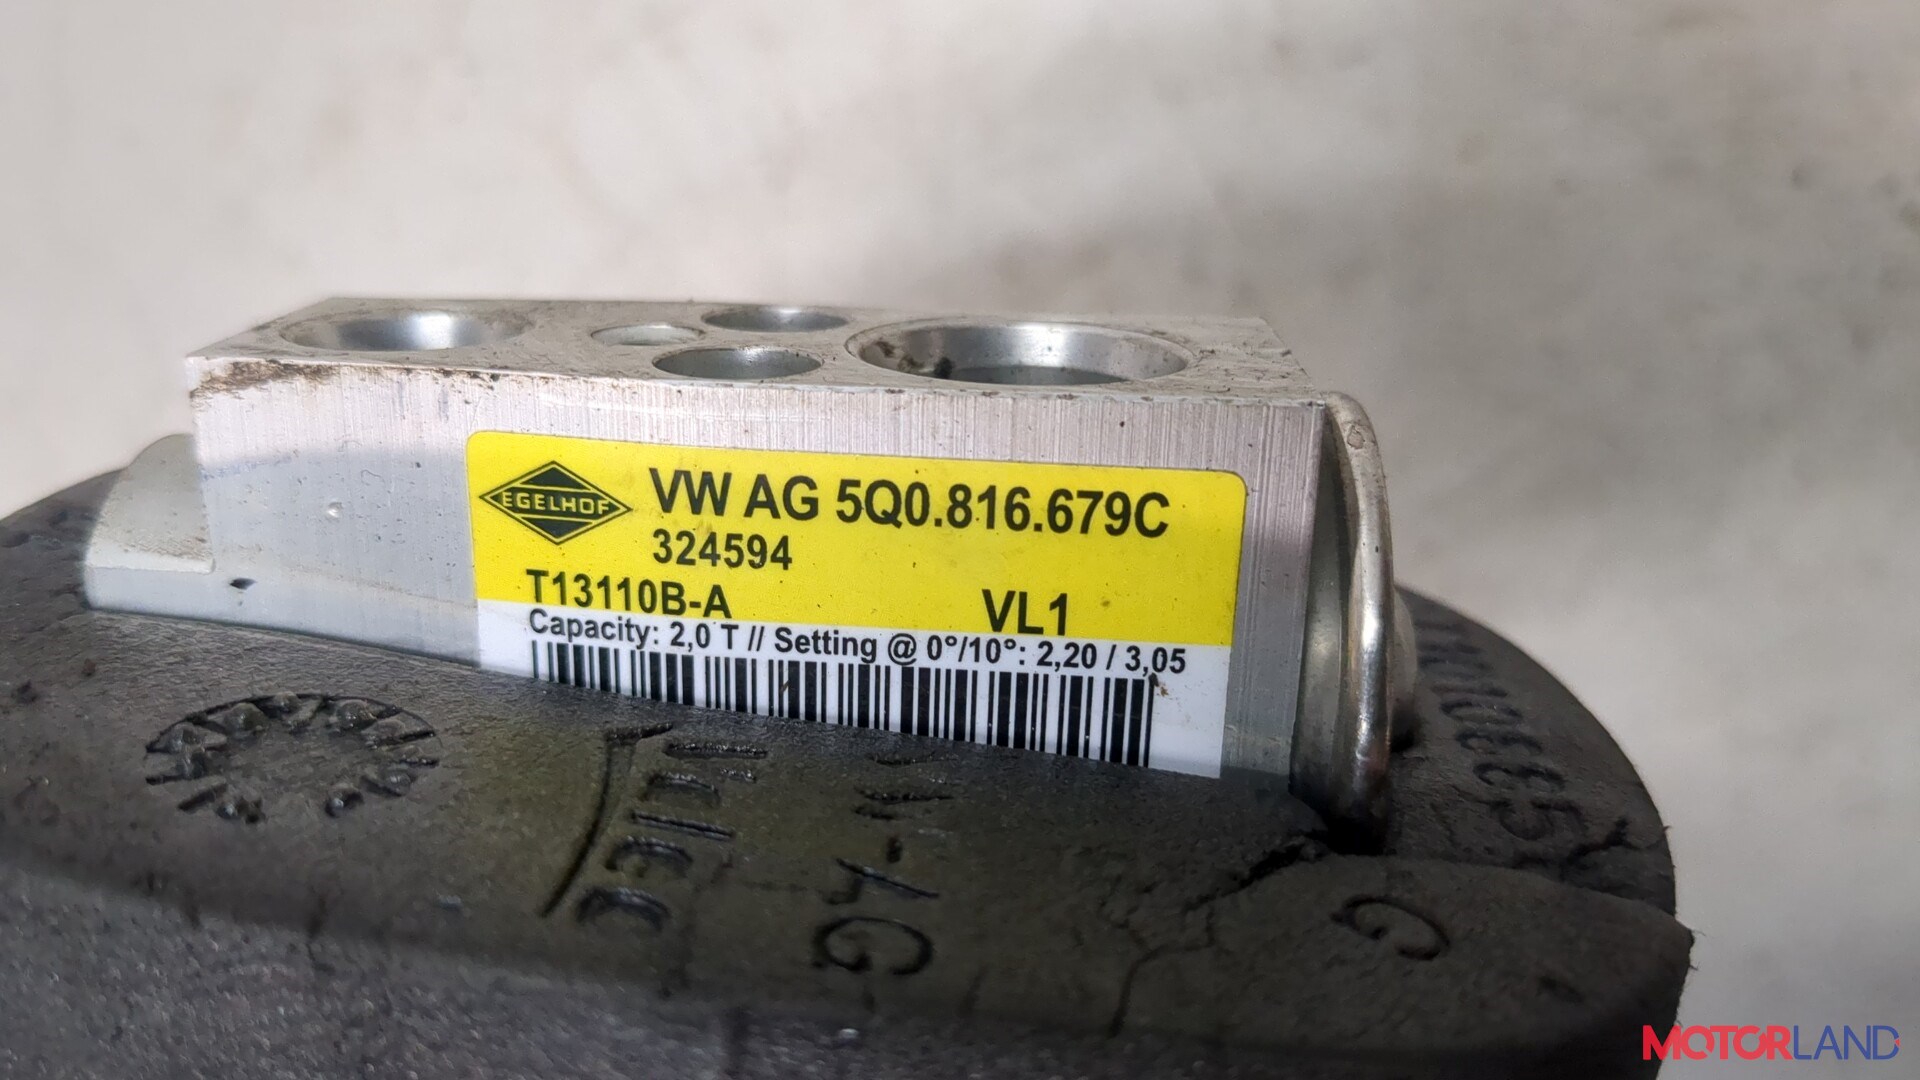 EGELHOF
VW AG 5Q0.816.679C
324594
T13110B-A VL1
Capacity: 2,0 T // Setting @ 0°/10°: 2,20 / 3,05
W-AG
G
MOTORLAND